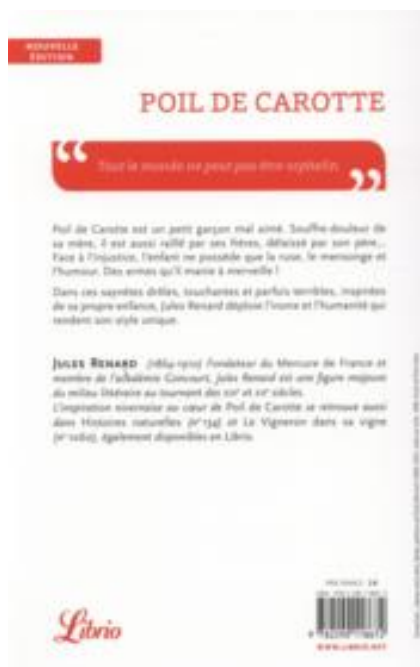 NOUVELLE
ÉDITION
POIL DE CAROTTE
“ Tout le monde ne peut pas être orphelin. ”
Poil de Carotte est un petit garçon mal aimé. Souffre-douleur de
sa mère, il est aussi raillé par ses frères, délaissé par son père...
Face à l'injustice, l'enfant ne possède que la ruse, le mensonge et
l'humour. Des armes qu'il manie à merveille !
Dans ces saynètes drôles, touchantes et parfois terribles, inspirées
de sa propre enfance, Jules Renard déploie l'ironie et l'humanité qui
rendent son style unique.
JULES RENARD (1864-1910) Fondateur du Mercure de France et
membre de l'académie Goncourt, Jules Renard est une figure majeure
du milieu littéraire au tournant des XIXe et XXe siècles.
L'inspiration nivernaise au cœur de Poil de Carotte se retrouve aussi
dans Histoires naturelles (n°134) et Le Vigneron dans sa vigne
également disponibles en Librio.
Librio
WWW.LIBRIO.NET